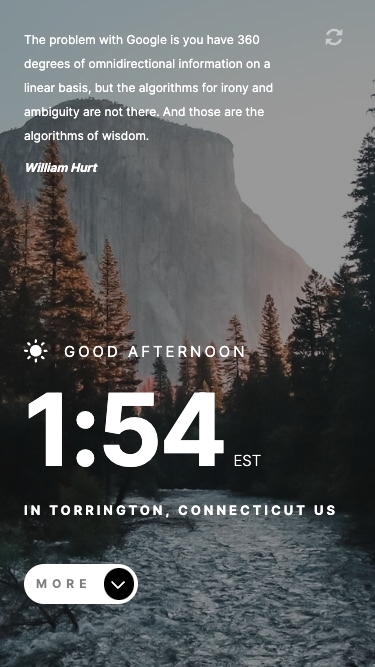 The problem with Google is you have 360
degrees of omnidirectional information on a
linear basis, but the algorithms for irony and
ambiguity are not there. And those are the
algorithms of wisdom.
William Hurt
GOOD AFTERNOON
1:54 EST
IN TORRINGTON, CONNECTICUT US
MORE